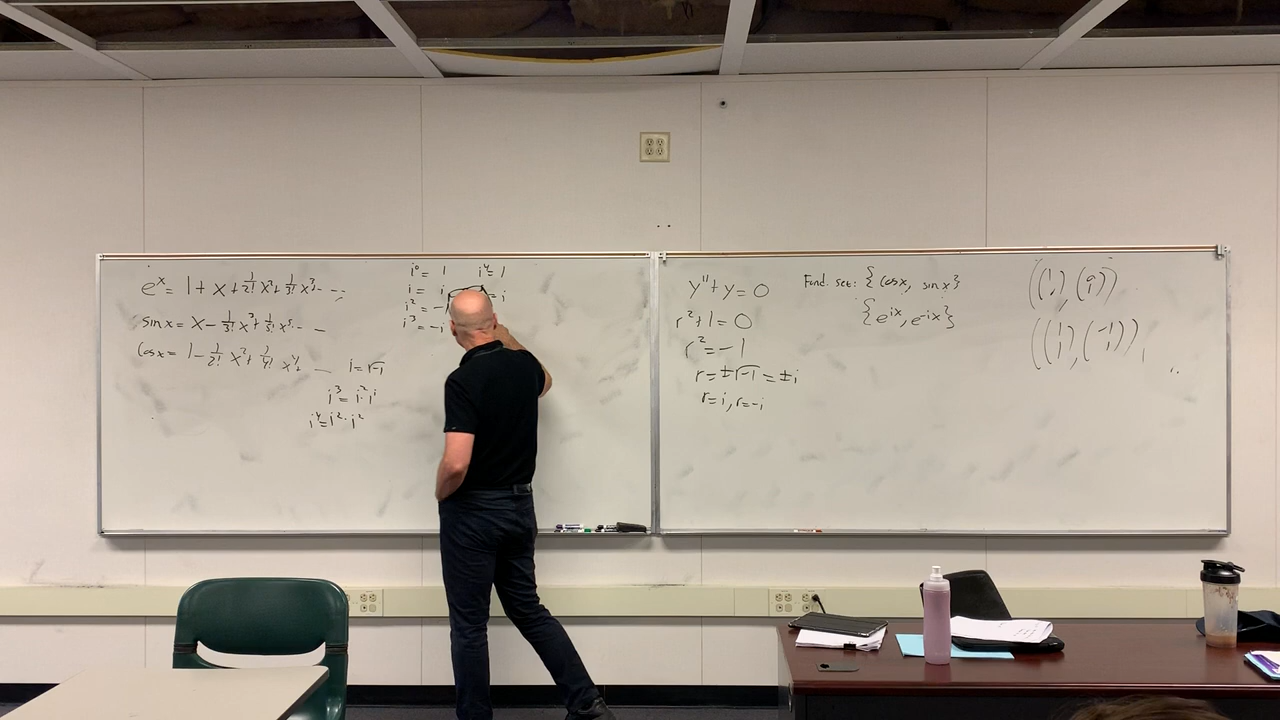 e^x = 1 + x + 1/2! x^2 + 1/3! x^3 - - ,
sin x = x - 1/3! x^3 + 1/5! x^5 - - -
cos x = 1 - 1/2! x^2 + 1/4! x^4 - --
i = √-1
i^3 = i^2 · i
i^4 = i^2 · i^2
i^0 = 1 i^4 = 1
i = i = i
i^2 = -1
i^3 = -i
y'' + y = 0
r^2 + 1 = 0
r^2 = -1
r = ±√-1 = ±i
r = i, r = -i
Fund. set: {cos x, sin x}
{e^ix, e^-ix}